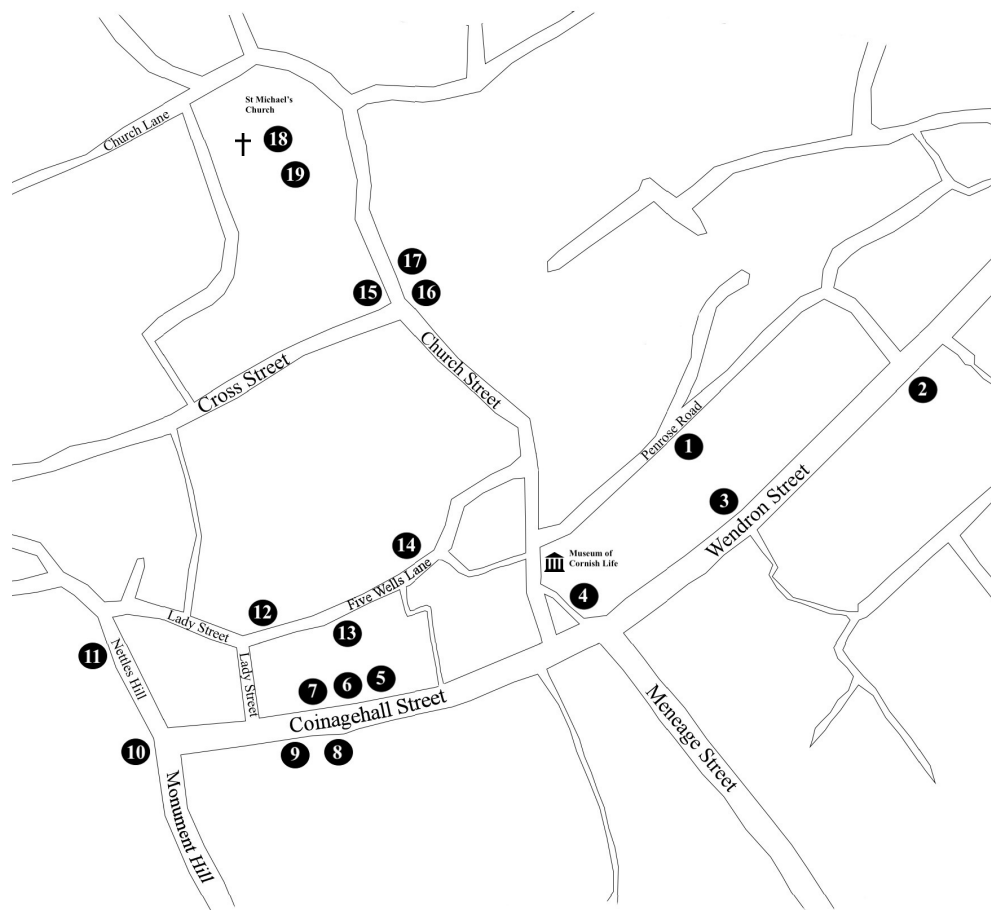 St Michael's
Church
18
19
Church Lane
17
15
16
Cross Street
Church Street
2
Penrose Road
1
3
Wendron Street
14
Museum of
Cornish Life
Five Wells Lane
4
12
Lady Street
13
11
Nettles Hill
Lady Street
7
6
5
Coinagehall Street
Meneage Street
10
9
8
Monument Hill